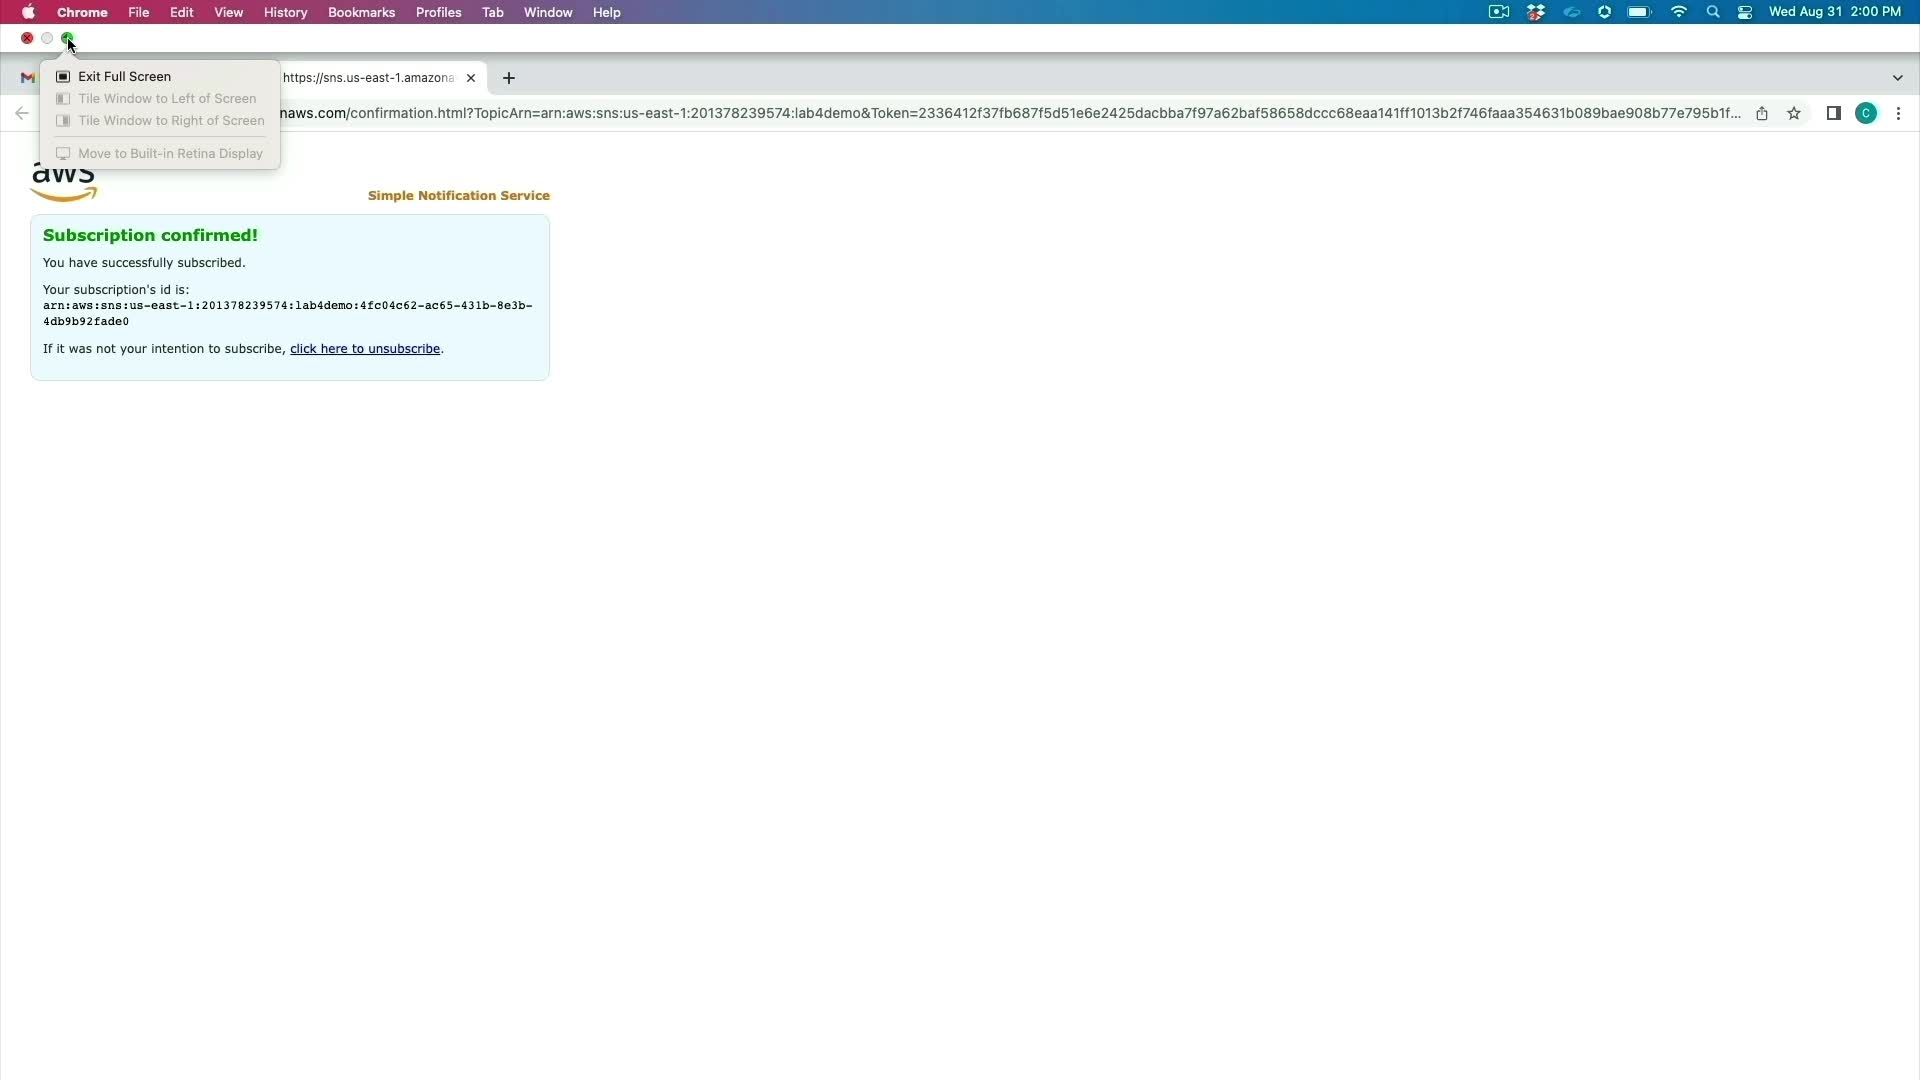 Chrome File Edit View History Bookmarks Profiles Tab Window Help Wed Aug 31 2:00 PM
Exit Full Screen
Tile Window to Left of Screen
Tile Window to Right of Screen
Move to Built-in Retina Display
https://sns.us-east-1.amazona
naws.com/confirmation.html?TopicArn=arn:aws:sns:us-east-1:201378239574:lab4demo&Token=2336412f37fb687f5d51e6e2425dacbba7f97a62baf58658dccc68eaa141ff1013b2f746faaa354631b089bae908b77e795b1f... C
aws
Simple Notification Service
Subscription confirmed!
You have successfully subscribed.
Your subscription's id is:
arn:aws:sns:us-east-1:201378239574:lab4demo:4fc04c62-ac65-431b-8e3b-
4db9b92fade0
If it was not your intention to subscribe, click here to unsubscribe.